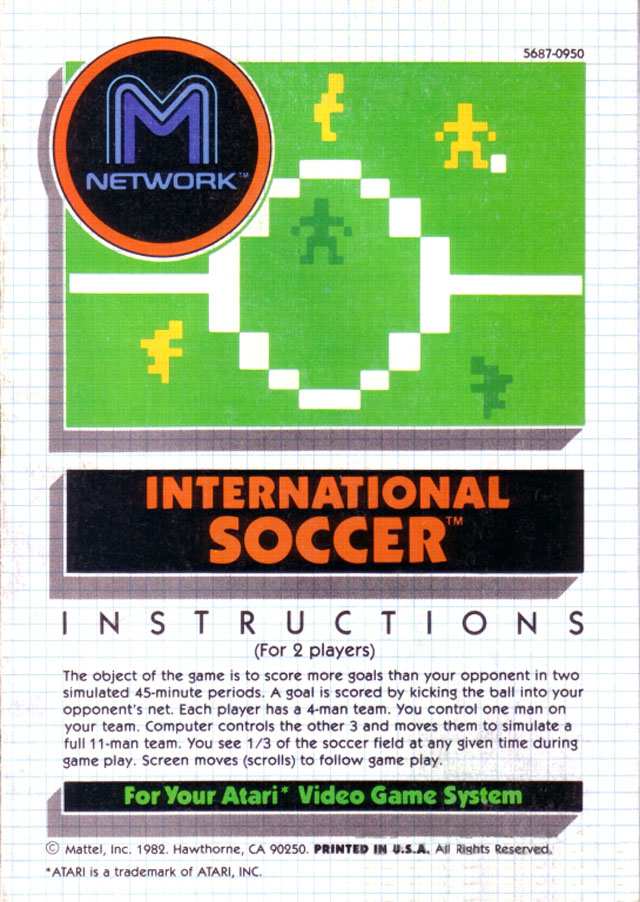 5687-0950
M
NETWORK™
INTERNATIONAL
SOCCER™
INSTRUCTIONS
(For 2 players)
The object of the game is to score more goals than your opponent in two
simulated 45-minute periods. A goal is scored by kicking the ball into your
opponent's net. Each player has a 4-man team. You control one man on
your team. Computer controls the other 3 and moves them to simulate a
full 11-man team. You see 1/3 of the soccer field at any given time during
game play. Screen moves (scrolls) to follow game play.
For Your Atari* Video Game System
© Mattel, Inc. 1982. Hawthorne, CA 90250. PRINTED IN U.S.A. All Rights Reserved.
*ATARI is a trademark of ATARI, INC.